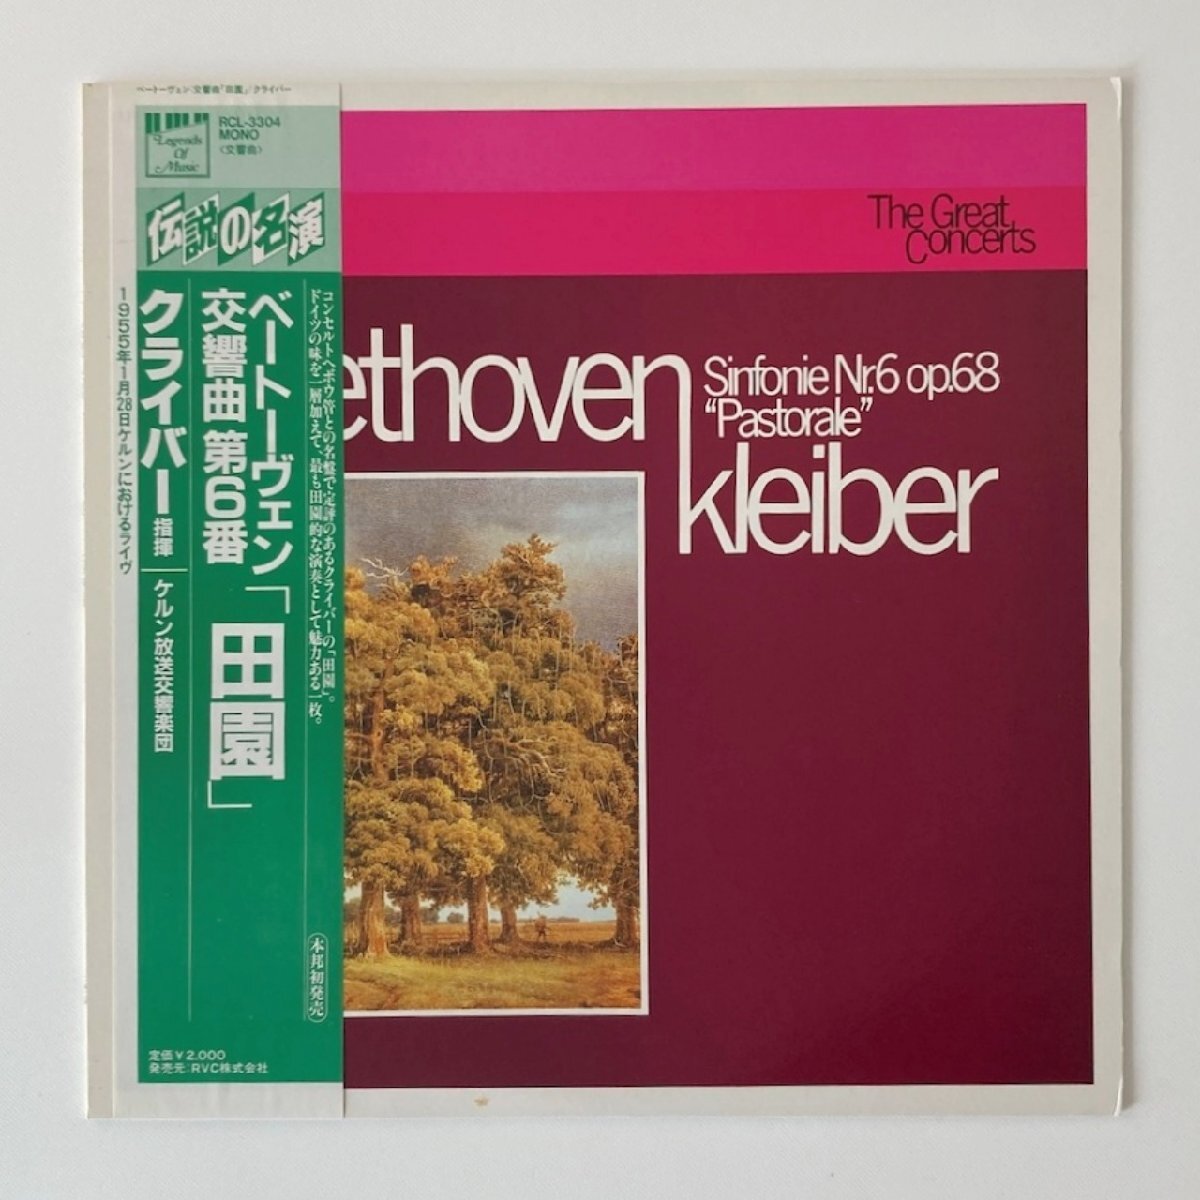 ベートーヴェン:交響曲「田園」/クライバー
Legends
Of
Music
RCL-3304
MONO
〈交響曲〉
伝説の名演
コンセルトヘボウ管との名盤で定評のあるクライバーの「田園」。
ドイツの味を一層加えて、最も田園的な演奏として魅力ある一枚。
ベートーヴェン
交響曲 第6番
「田園」
クライバー指揮
ケルン放送交響楽団
1955年1月28日ケルンにおけるライヴ
本邦初発売
定価¥2,000
発売元:RVC株式会社
The Great
Concerts
ethoven
Sinfonie Nr.6 op.68
“Pastorale”
kleiber